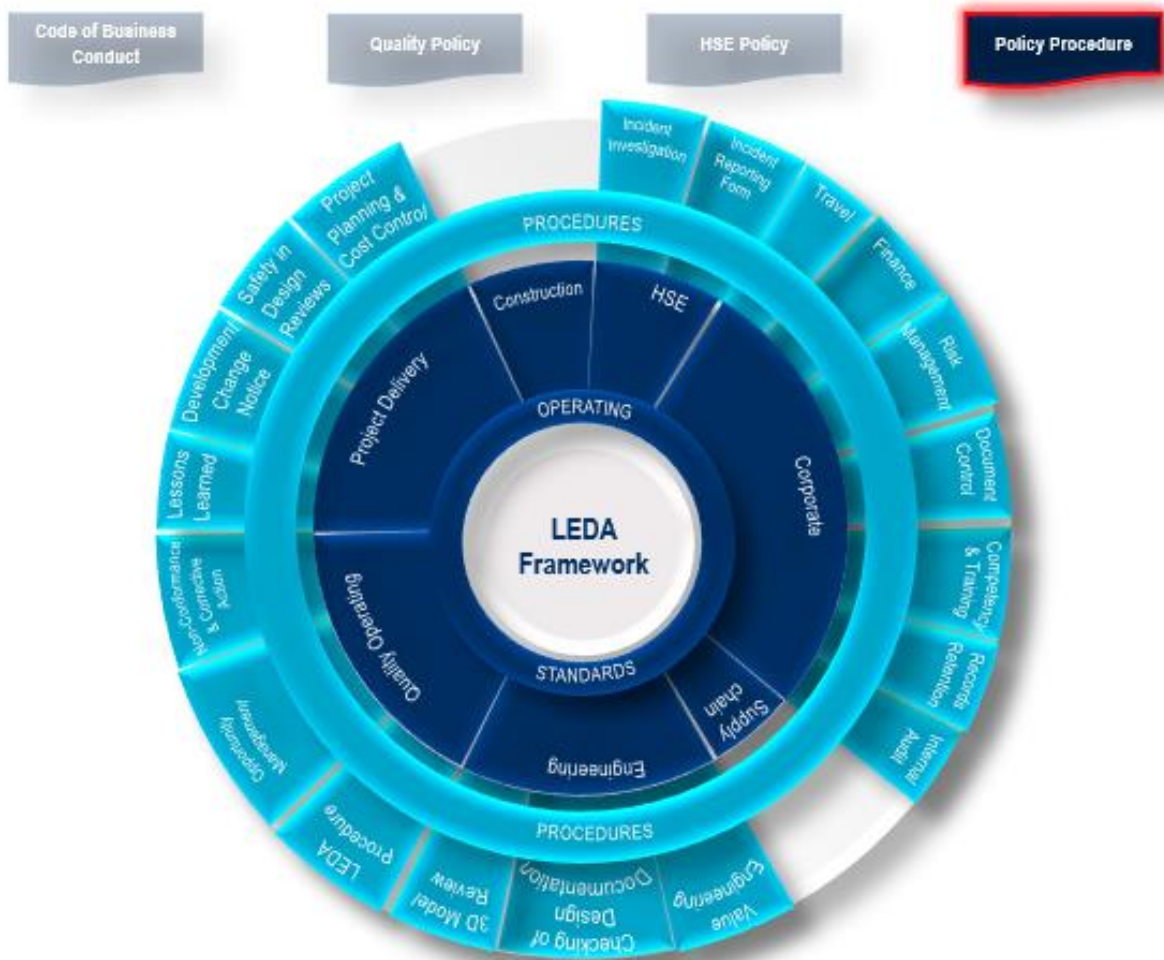 Code of Business
Conduct
Quality Policy
HSE Policy
Policy Procedure
Incident
Investigation
Incident
Reporting
Form
Travel
Finance
Risk
Management
Document
Control
Competency
& Training
Records
Retention
Internal
Audit
Value
Engineering
Checking of
Design
Documentation
3D Model
Review
LEDA
Procedure
Opportunity
Management
Non-Conformance
& Corrective
Action
Lessons
Learned
Development
Change
Notice
Safety in
Design
Reviews
Project
Planning &
Cost Control
PROCEDURES
Construction
HSE
Corporate
Supply
chain
Engineering
Quality Operating
Project Delivery
OPERATING
LEDA
Framework
STANDARDS
PROCEDURES